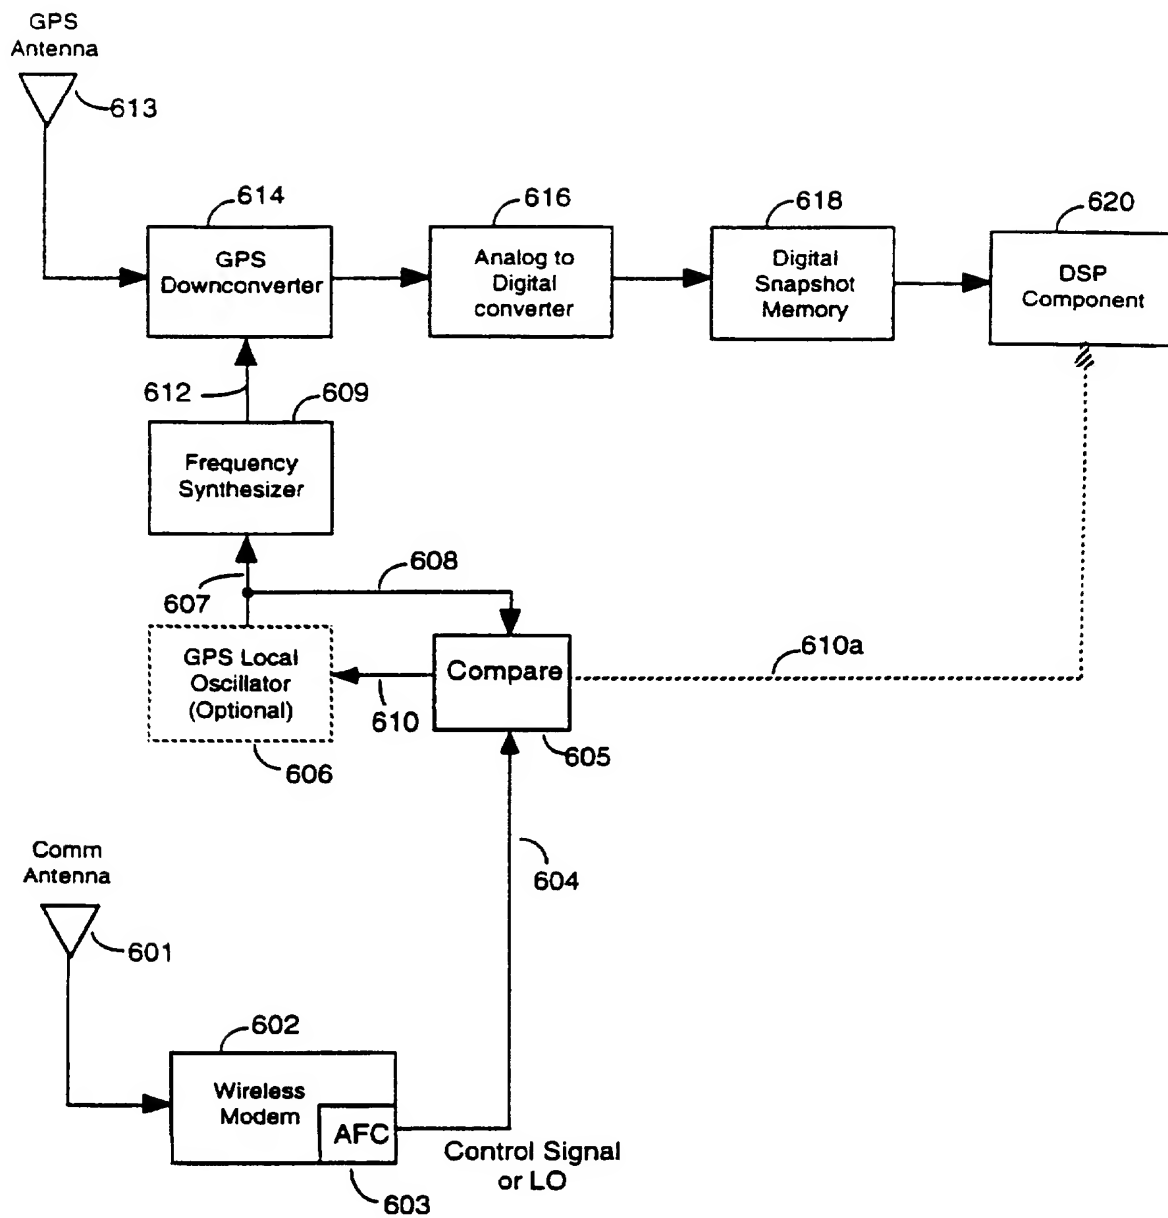 GPS
Antenna
613
614
GPS
Downconverter
616
Analog to
Digital
converter
618
Digital
Snapshot
Memory
620
DSP
Component
612
609
Frequency
Synthesizer
607
608
GPS Local
Oscillator
(Optional)
606
610
Compare
605
610a
604
Comm
Antenna
601
602
Wireless
Modem
AFC
603
Control Signal
or LO